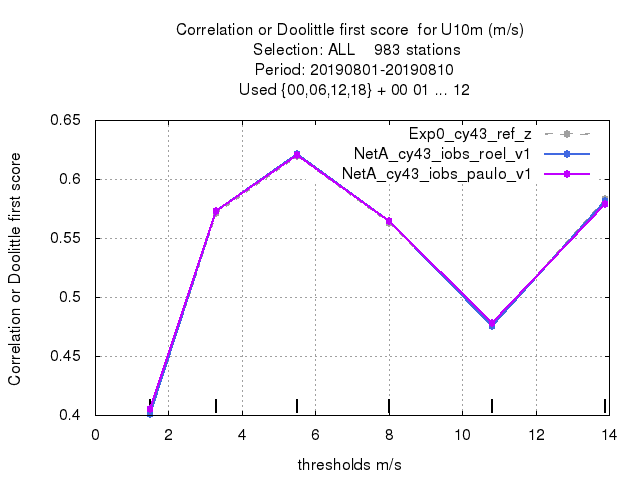 Correlation or Doolittle first score  for U10m (m/s)
Selection: ALL    983 stations
Period: 20190801-20190810
Used {00,06,12,18} + 00 01 ... 12
Exp0_cy43_ref_z
NetA_cy43_iobs_roel_v1
NetA_cy43_iobs_paulo_v1
Correlation or Doolittle first score
0.65
0.6
0.55
0.5
0.45
0.4
0 2 4 6 8 10 12 14
thresholds m/s